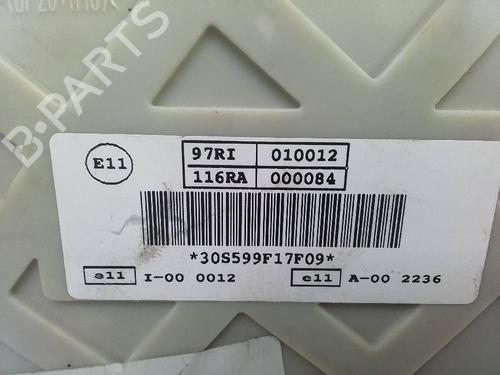 B-PARTS
E11
97RI 010012
116RA 000084
*30S599F17F09*
e11 I-00 0012 e11 A-00 2236